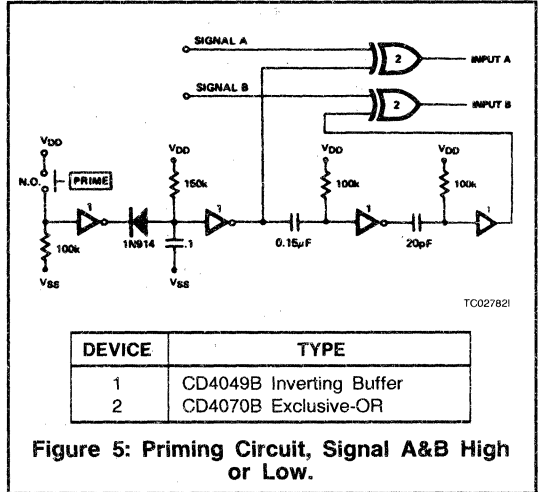 SIGNAL A
2
INPUT A
SIGNAL B
2
INPUT B
VDD
VDD
VDD
VDD
N.O.
PRIME
150k
100k
100k
1
1
1
1
100k
1N914
.1
0.15µF
20pF
VSS
VSS
TC02782I
DEVICE TYPE
1 CD4049B Inverting Buffer
2 CD4070B Exclusive-OR
Figure 5: Priming Circuit, Signal A&B High
or Low.